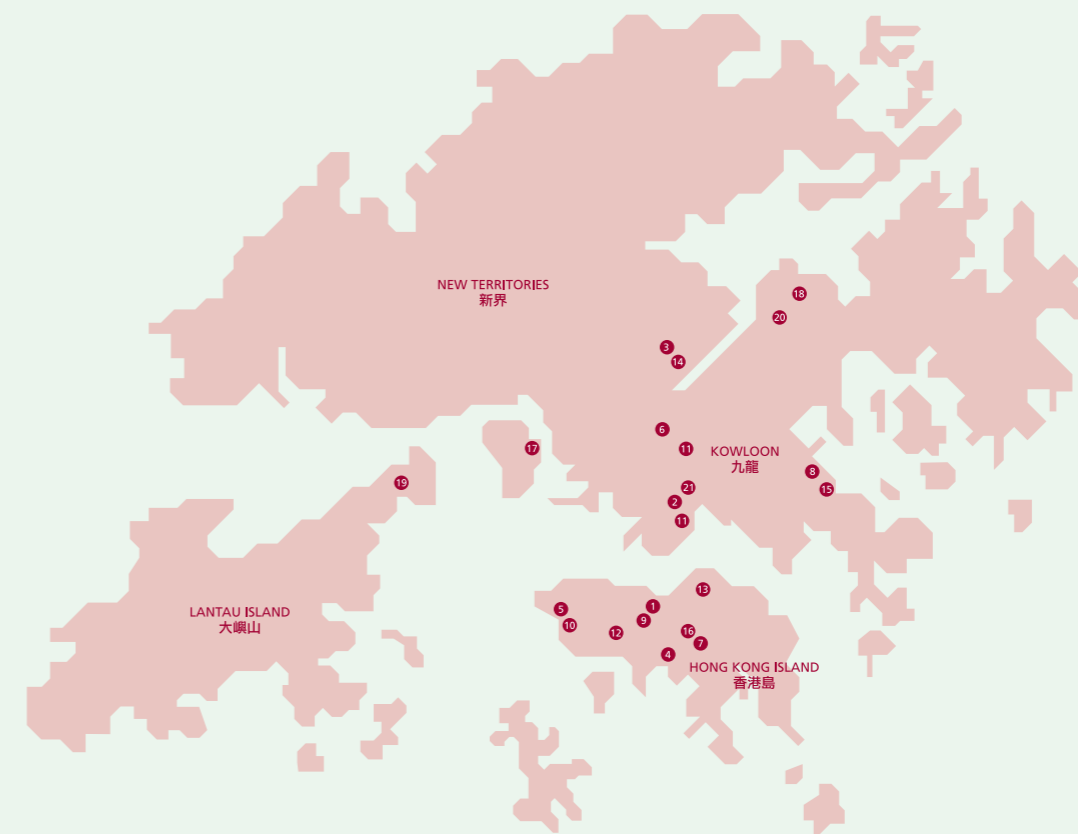 NEW TERRITORIES
新界
18
20
3
14
6
11
17
KOWLOON
九龍
8
15
19
21
2
11
13
1
5
9
10
12
16
7
4
LANTAU ISLAND
大嶼山
HONG KONG ISLAND
香港島